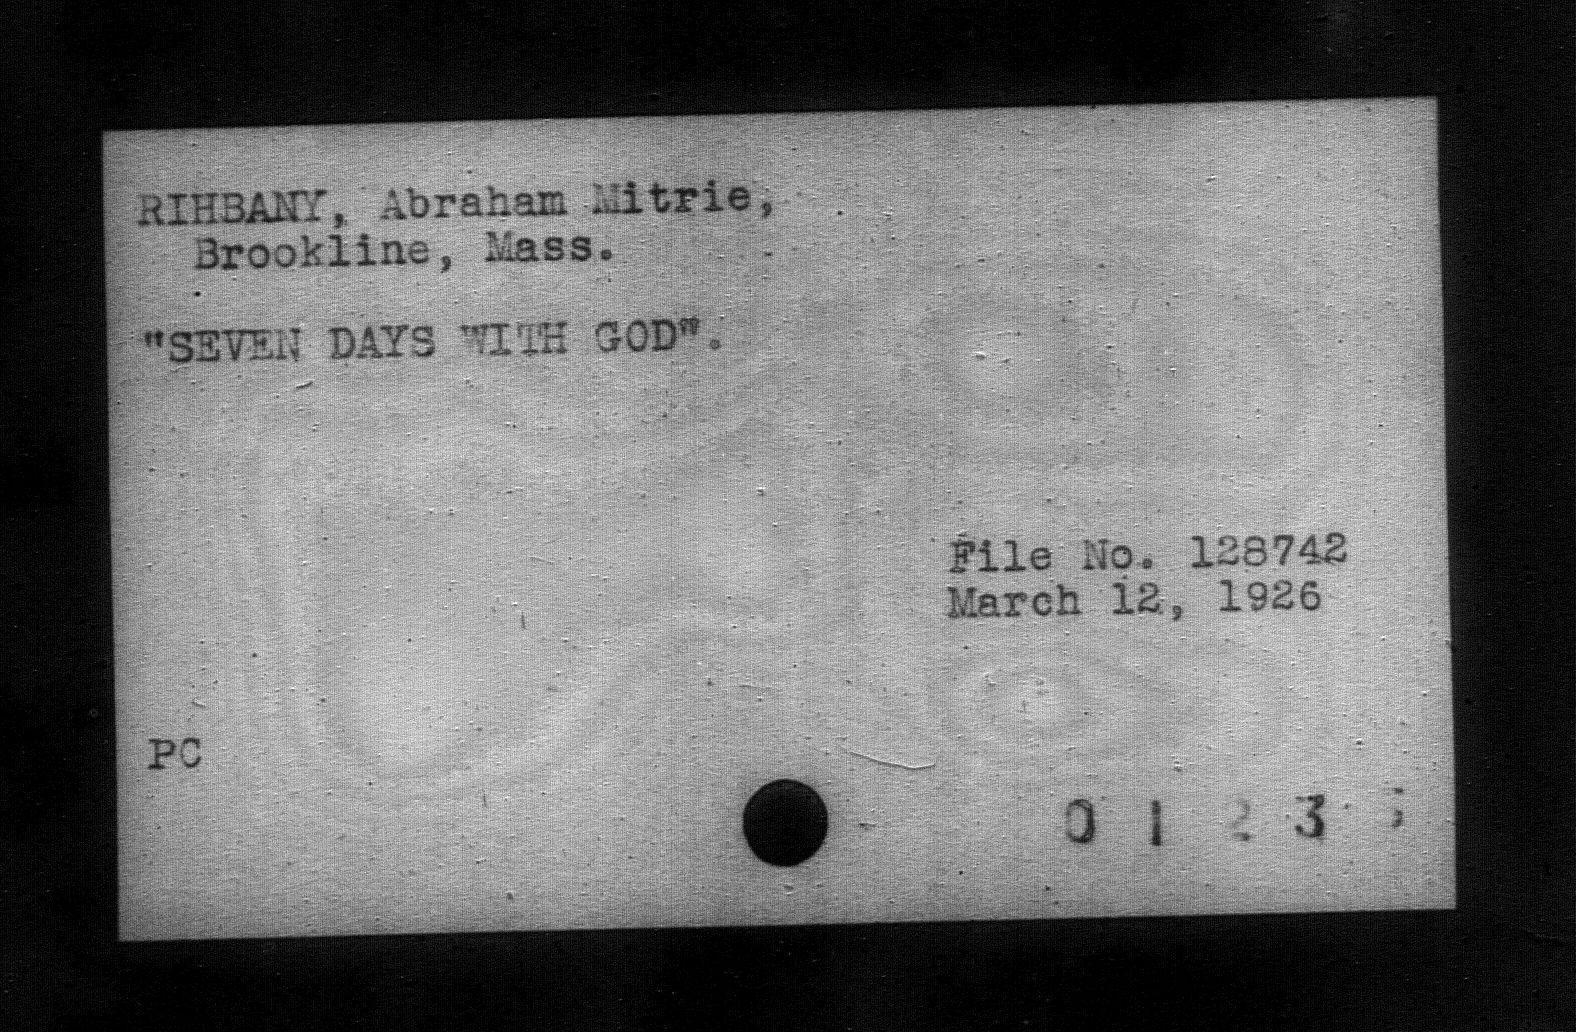 RIHBANY, Abraham Mitrie,
Brookline, Mass.
"SEVEN DAYS WITH GOD".
File No. 128742
March 12, 1926
PC
0 1 2 3